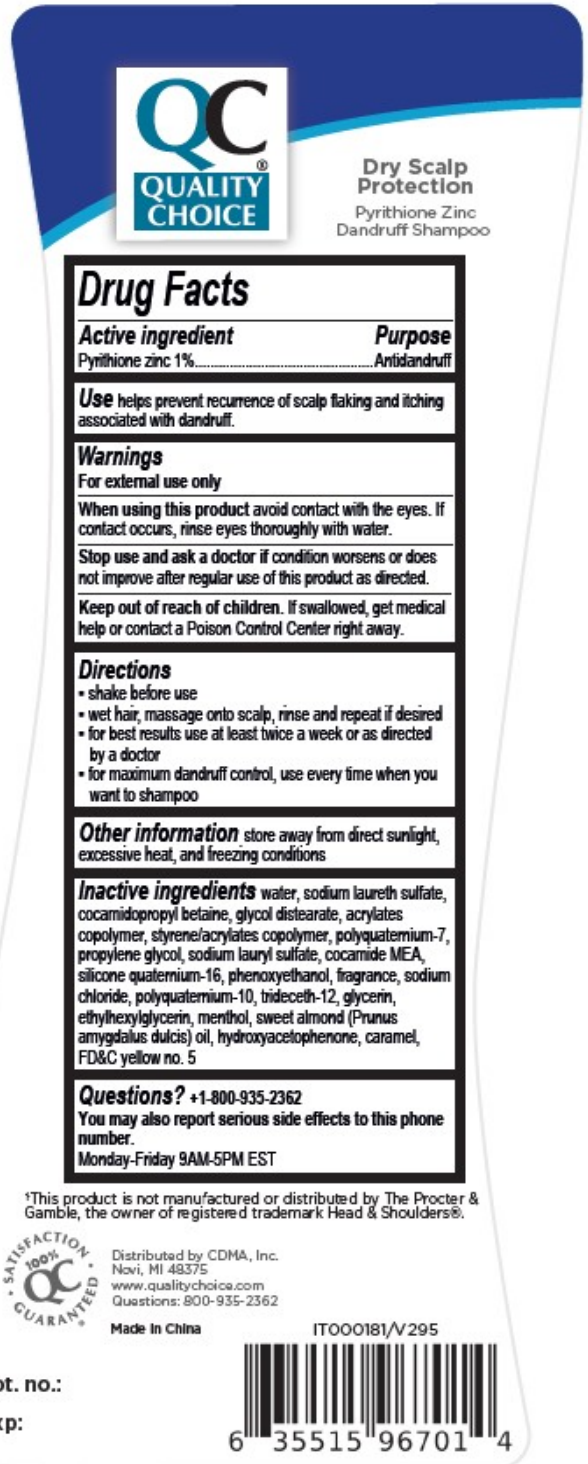 QC®
QUALITY
CHOICE
Dry Scalp
Protection
Pyrithione Zinc
Dandruff Shampoo
Drug Facts
Active ingredient Purpose
Pyrithione zinc 1%..................................................Antidandruff
Use helps prevent recurrence of scalp flaking and itching
associated with dandruff.
Warnings
For external use only
When using this product avoid contact with the eyes. If
contact occurs, rinse eyes thoroughly with water.
Stop use and ask a doctor if condition worsens or does
not improve after regular use of this product as directed.
Keep out of reach of children. If swallowed, get medical
help or contact a Poison Control Center right away.
Directions
▪ shake before use
▪ wet hair, massage onto scalp, rinse and repeat if desired
▪ for best results use at least twice a week or as directed
by a doctor
▪ for maximum dandruff control, use every time when you
want to shampoo
Other information store away from direct sunlight,
excessive heat, and freezing conditions
Inactive ingredients water, sodium laureth sulfate,
cocamidopropyl betaine, glycol distearate, acrylates
copolymer, styrene/acrylates copolymer, polyquaternium-7,
propylene glycol, sodium lauryl sulfate, cocamide MEA,
silicone quaternium-16, phenoxyethanol, fragrance, sodium
chloride, polyquaternium-10, trideceth-12, glycerin,
ethylhexylglycerin, menthol, sweet almond (Prunus
amygdalus dulcis) oil, hydroxyacetophenone, caramel,
FD&C yellow no. 5
Questions? +1-800-935-2362
You may also report serious side effects to this phone
number.
Monday-Friday 9AM-5PM EST
†This product is not manufactured or distributed by The Procter &
Gamble, the owner of registered trademark Head & Shoulders®.
SATISFACTION
100%
QC
GUARANTEED®
Distributed by CDMA, Inc.
Novi, MI 48375
www.qualitychoice.com
Questions: 800-935-2362
Made in China
IT000181/V295
ot. no.:
xp:
6 35515 96701 4